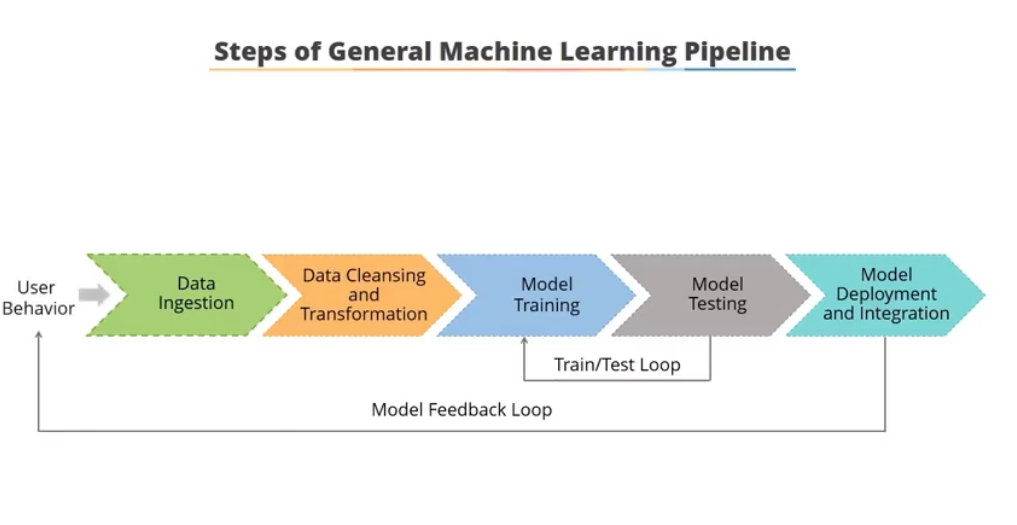 Steps of General Machine Learning Pipeline
User
Behavior
Data
Ingestion
Data Cleansing
and
Transformation
Model
Training
Model
Testing
Model
Deployment
and Integration
Train/Test Loop
Model Feedback Loop